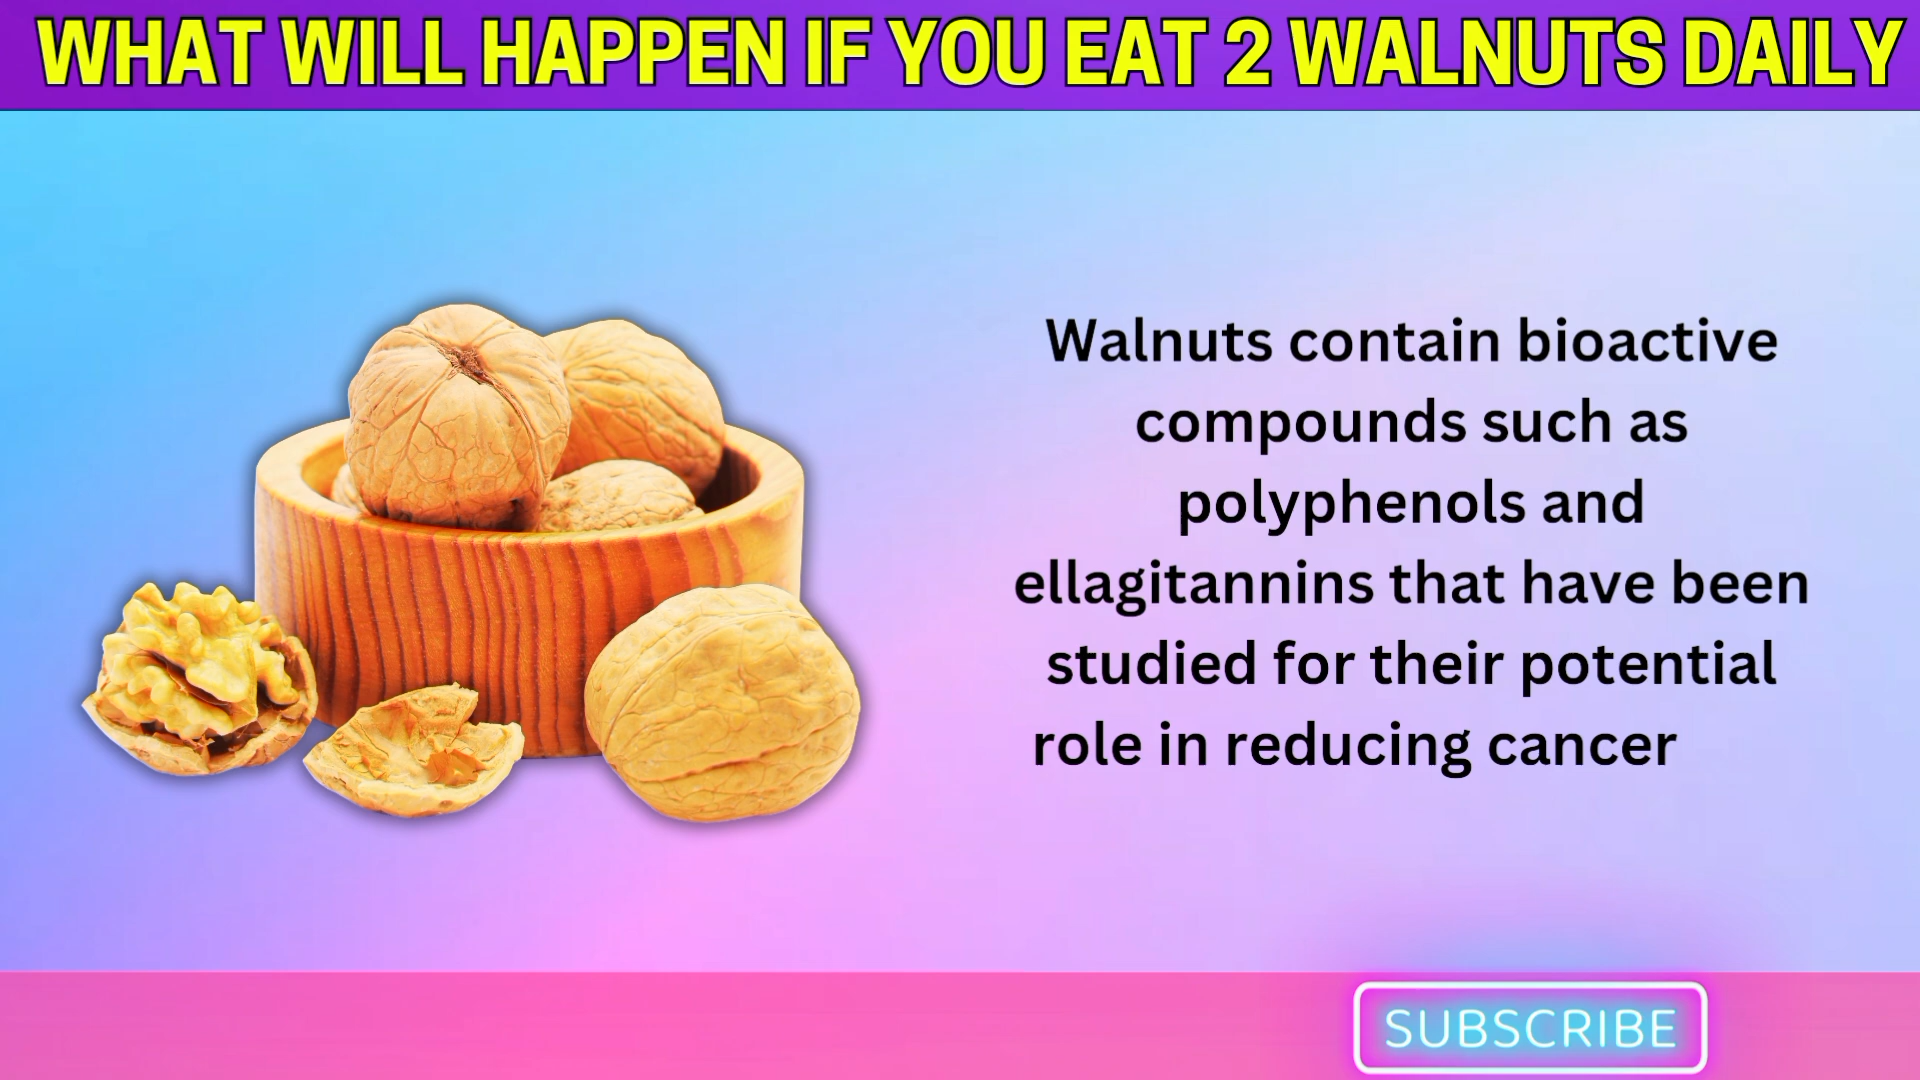 WHAT WILL HAPPEN IF YOU EAT 2 WALNUTS DAILY
Walnuts contain bioactive
compounds such as
polyphenols and
ellagitannins that have been
studied for their potential
role in reducing cancer
SUBSCRIBE